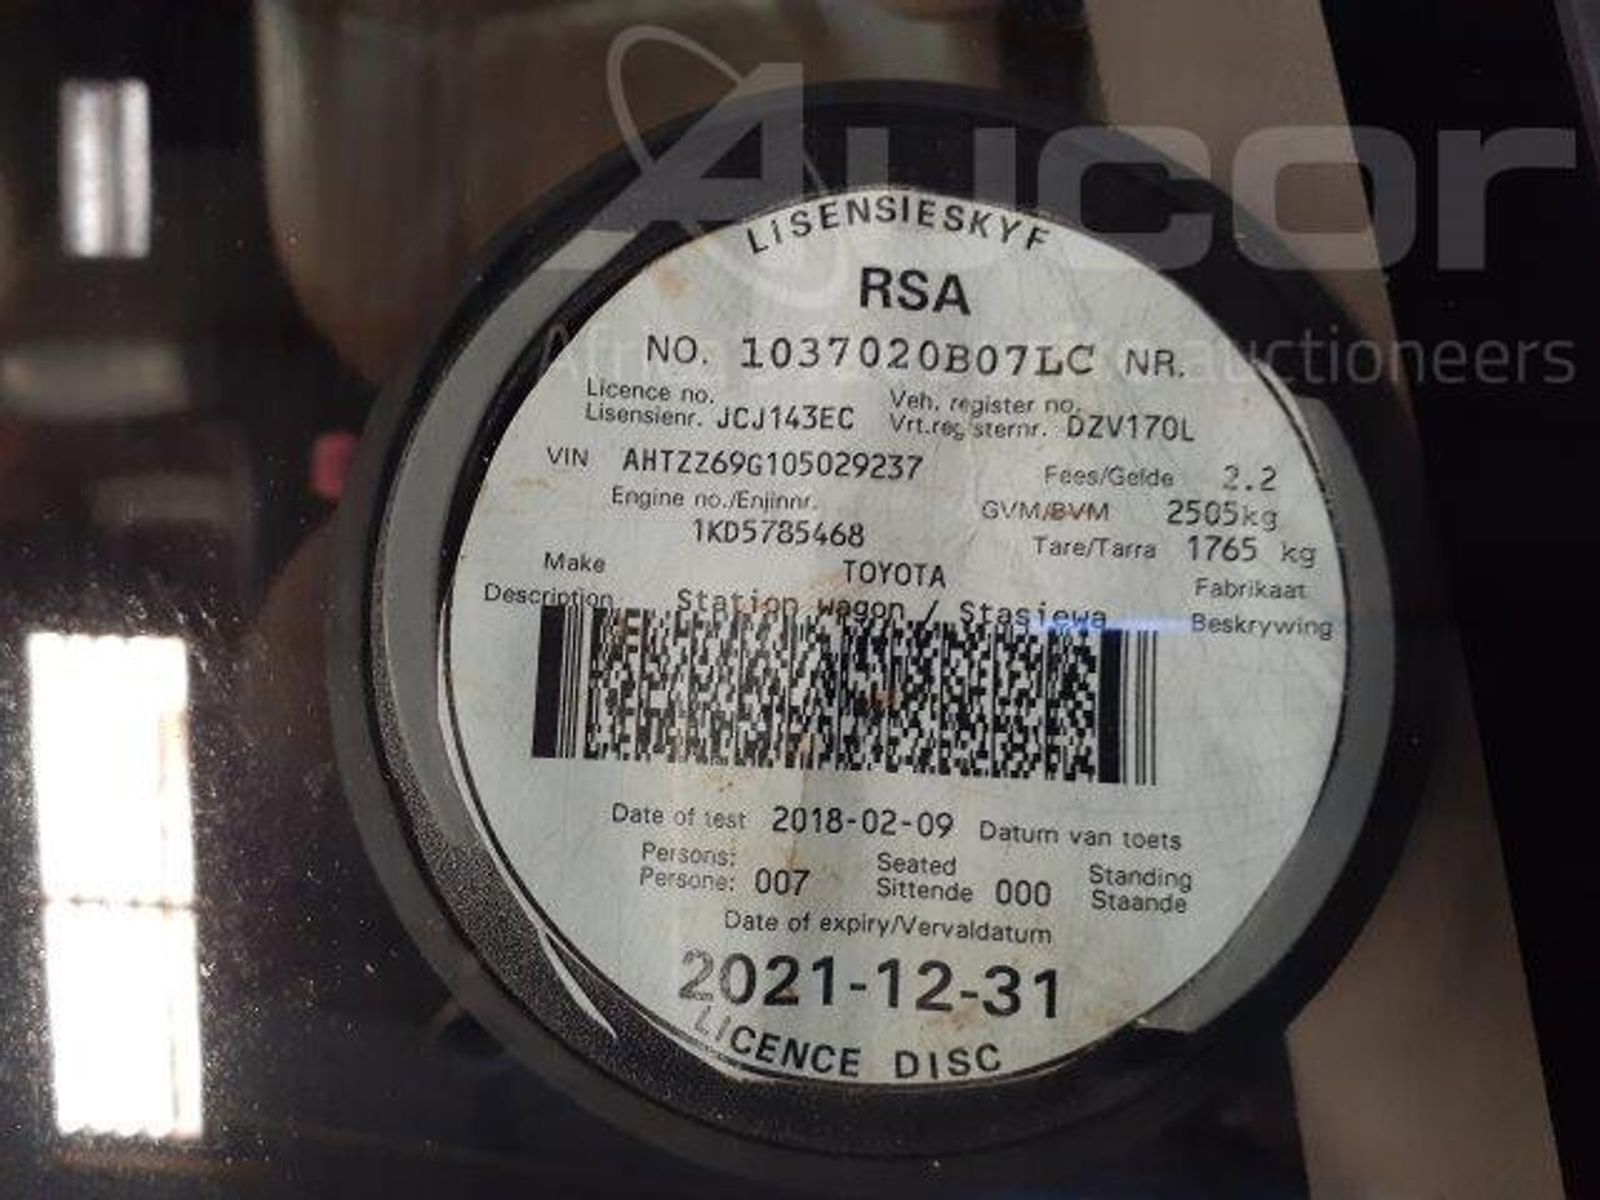 Aucor
auctioneers
LISENSIESKYF
RSA
NO. 1037020B07LC NR.
Licence no. Veh. register no.
Lisensienr. JCJ143EC Vrt.registernr. DZV170L
VIN AHTZZ69G105029237 Fees/Gelde 2.2
Engine no./Enjinnr. GVM/BVM 2505kg
1KD5785468 Tare/Tarra 1765 kg
Make TOYOTA Fabrikaat
Description Station wagon / Stasiewa Beskrywing
Date of test 2018-02-09 Datum van toets
Persons: Seated Standing
Persone: 007 Sittende 000 Staande
Date of expiry/Vervaldatum
2021-12-31
LICENCE DISC